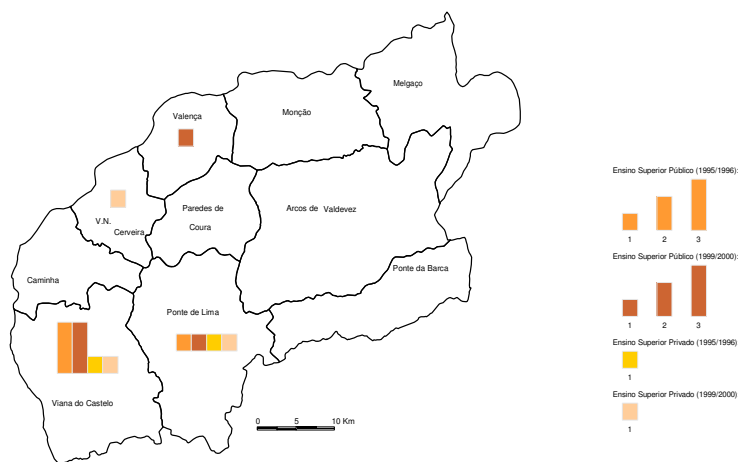 Melgaço
Monção
Valença
V.N.
Cerveira
Paredes de
Coura
Arcos de Valdevez
Ponte da Barca
Caminha
Ponte de Lima
Viana do Castelo
0 5 10 Km
Ensino Superior Público (1995/1996):
1 2 3
Ensino Superior Público (1999/2000):
1 2 3
Ensino Superior Privado (1995/1996)
1
Ensino Superior Privado (1999/2000)
1